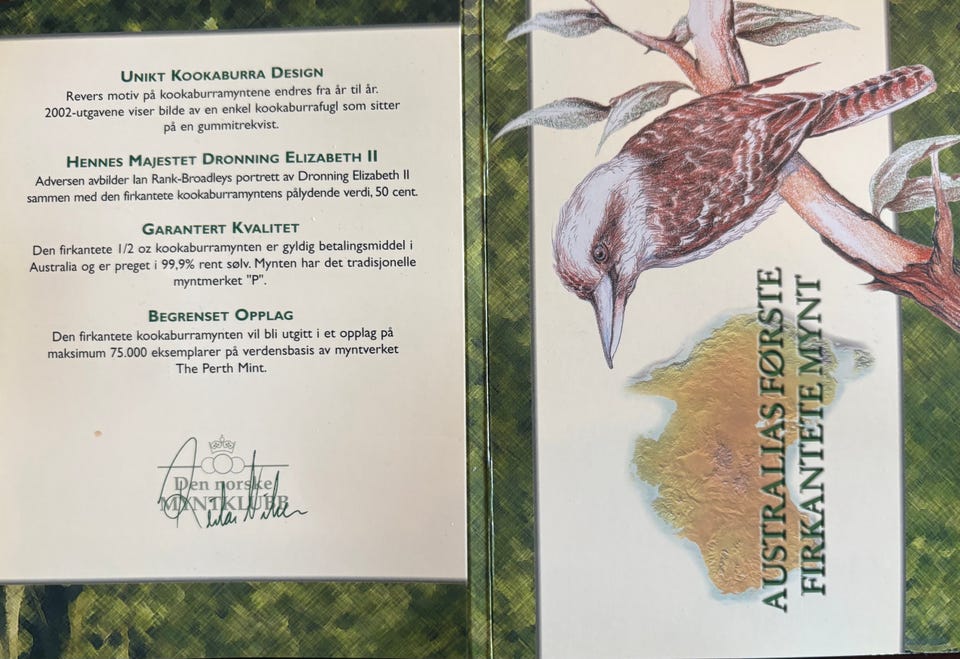 UNIKT KOOKABURRA DESIGN
Revers motiv på kookaburramyntene endres fra år til år.
2002-utgavene viser bilde av en enkel kookaburrafugl som sitter
på en gummitrekvist.
HENNES MAJESTET DRONNING ELIZABETH II
Adversen avbilder Ian Rank-Broadleys portrett av Dronning Elizabeth II
sammen med den firkantete kookaburramyntens pålydende verdi, 50 cent.
GARANTERT KVALITET
Den firkantete 1/2 oz kookaburramynten er gyldig betalingsmiddel i
Australia og er preget i 99,9% rent sølv. Mynten har det tradisjonelle
myntmerket "P".
BEGRENSET OPPLAG
Den firkantete kookaburramynten vil bli utgitt i et opplag på
maksimum 75.000 eksemplarer på verdensbasis av myntverket
The Perth Mint.
Den norske
MYNTKLUBB
AUSTRALIAS FØRSTE
FIRKANTETE MYNT